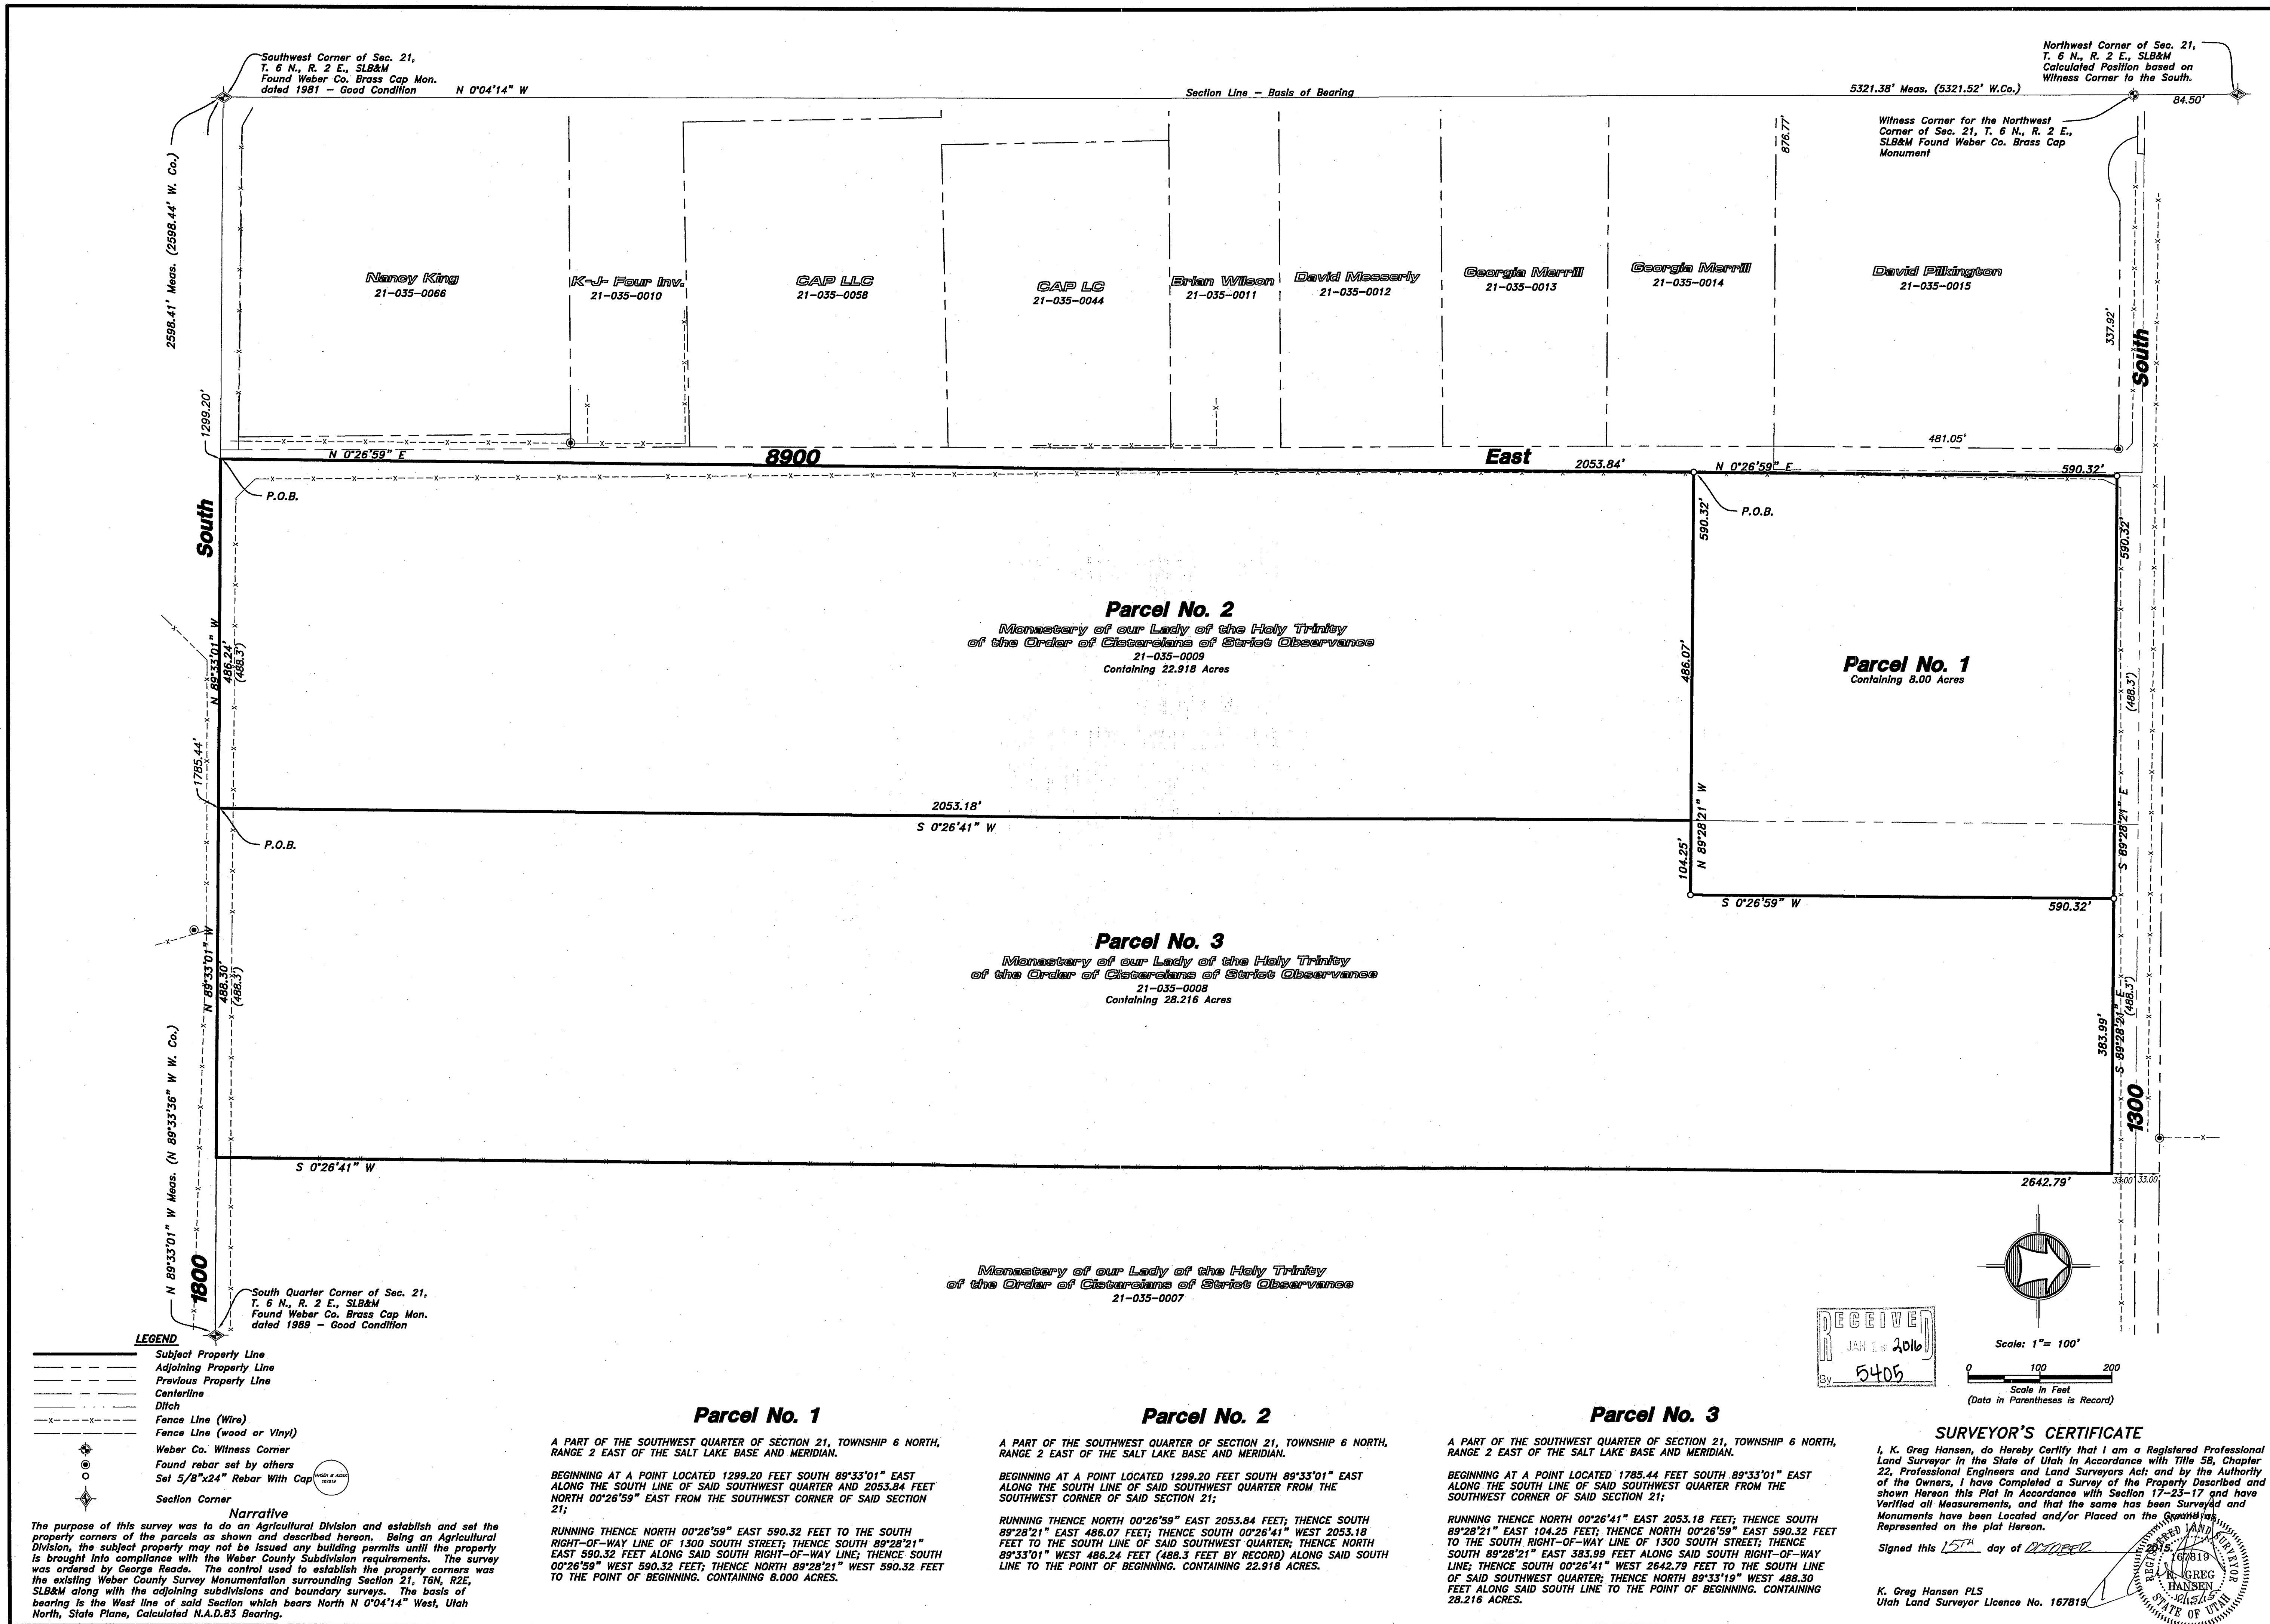 Southwest Corner of Sec. 21,
T. 6 N., R. 2 E., SLB&M
Found Weber Co. Brass Cap Mon.
dated 1981 – Good Condition
N 0°04'14" W
Section Line – Basis of Bearing
5321.38' Meas. (5321.52' W.Co.)
Northwest Corner of Sec. 21,
T. 6 N., R. 2 E., SLB&M
Calculated Position based on
Witness Corner to the South.
84.50'
Witness Corner for the Northwest
Corner of Sec. 21, T. 6 N., R. 2 E.,
SLB&M Found Weber Co. Brass Cap
Monument
876.77'
2598.41' Meas. (2598.44' W. Co.)
Nancy King
21-035-0066
K-J- Four Inv.
21-035-0010
CAP LLC
21-035-0058
CAP LC
21-035-0044
Brian Wilson
21-035-0011
David Messerly
21-035-0012
Georgia Merrill
21-035-0013
Georgia Merrill
21-035-0014
David Pilkington
21-035-0015
337.92'
South
1299.20'
481.05'
N 0°26'59" E
8900
East
2053.84'
N 0°26'59" E
590.32'
P.O.B.
P.O.B.
South
590.32'
590.32'
Parcel No. 2
Monastery of our Lady of the Holy Trinity
of the Order of Cistercians of Strict Observance
21-035-0009
Containing 22.918 Acres
Parcel No. 1
Containing 8.00 Acres
N 89°33'01" W
486.24'
(488.3')
486.07'
(488.3')
1785.44'
2053.18'
S 0°26'41" W
P.O.B.
N 89°28'21" W
104.25'
S 89°28'21" E
S 0°26'59" W
590.32'
Parcel No. 3
Monastery of our Lady of the Holy Trinity
of the Order of Cistercians of Strict Observance
21-035-0008
Containing 28.216 Acres
N 89°33'01" W
488.30'
(488.3')
383.99'
S 89°28'21" E
(488.3')
1300
S 0°26'41" W
2642.79'
33.00' 33.00'
N 89°33'01" W Meas. (N 89°33'36" W W. Co.)
1800
South Quarter Corner of Sec. 21,
T. 6 N., R. 2 E., SLB&M
Found Weber Co. Brass Cap Mon.
dated 1989 – Good Condition
Monastery of our Lady of the Holy Trinity
of the Order of Cistercians of Strict Observance
21-035-0007
RECEIVED
JAN 2016
By 5405
Scale: 1"= 100'
0 100 200
Scale in Feet
(Data in Parentheses is Record)
LEGEND
Subject Property Line
Adjoining Property Line
Previous Property Line
Centerline
Ditch
Fence Line (Wire)
Fence Line (wood or Vinyl)
Weber Co. Witness Corner
Found rebar set by others
Set 5/8"x24" Rebar With Cap
Section Corner
Narrative
The purpose of this survey was to do an Agricultural Division and establish and set the
property corners of the parcels as shown and described hereon. Being an Agricultural
Division, the subject property may not be issued any building permits until the property
is brought into compliance with the Weber County Subdivision requirements. The survey
was ordered by George Reade. The control used to establish the property corners was
the existing Weber County Survey Monumentation surrounding Section 21, T6N, R2E,
SLB&M along with the adjoining subdivisions and boundary surveys. The basis of
bearing is the West line of said Section which bears North N 0°04'14" West, Utah
North, State Plane, Calculated N.A.D.83 Bearing.
Parcel No. 1
A PART OF THE SOUTHWEST QUARTER OF SECTION 21, TOWNSHIP 6 NORTH,
RANGE 2 EAST OF THE SALT LAKE BASE AND MERIDIAN.
BEGINNING AT A POINT LOCATED 1299.20 FEET SOUTH 89°33'01" EAST
ALONG THE SOUTH LINE OF SAID SOUTHWEST QUARTER AND 2053.84 FEET
NORTH 00°26'59" EAST FROM THE SOUTHWEST CORNER OF SAID SECTION
21;
RUNNING THENCE NORTH 00°26'59" EAST 590.32 FEET TO THE SOUTH
RIGHT-OF-WAY LINE OF 1300 SOUTH STREET; THENCE SOUTH 89°28'21"
EAST 590.32 FEET ALONG SAID SOUTH RIGHT-OF-WAY LINE; THENCE SOUTH
00°26'59" WEST 590.32 FEET; THENCE NORTH 89°28'21" WEST 590.32 FEET
TO THE POINT OF BEGINNING. CONTAINING 8.000 ACRES.
Parcel No. 2
A PART OF THE SOUTHWEST QUARTER OF SECTION 21, TOWNSHIP 6 NORTH,
RANGE 2 EAST OF THE SALT LAKE BASE AND MERIDIAN.
BEGINNING AT A POINT LOCATED 1299.20 FEET SOUTH 89°33'01" EAST
ALONG THE SOUTH LINE OF SAID SOUTHWEST QUARTER FROM THE
SOUTHWEST CORNER OF SAID SECTION 21;
RUNNING THENCE NORTH 00°26'59" EAST 2053.84 FEET; THENCE SOUTH
89°28'21" EAST 486.07 FEET; THENCE SOUTH 00°26'41" WEST 2053.18
FEET TO THE SOUTH LINE OF SAID SOUTHWEST QUARTER; THENCE NORTH
89°33'01" WEST 486.24 FEET (488.3 FEET BY RECORD) ALONG SAID SOUTH
LINE TO THE POINT OF BEGINNING. CONTAINING 22.918 ACRES.
Parcel No. 3
A PART OF THE SOUTHWEST QUARTER OF SECTION 21, TOWNSHIP 6 NORTH,
RANGE 2 EAST OF THE SALT LAKE BASE AND MERIDIAN.
BEGINNING AT A POINT LOCATED 1785.44 FEET SOUTH 89°33'01" EAST
ALONG THE SOUTH LINE OF SAID SOUTHWEST QUARTER FROM THE
SOUTHWEST CORNER OF SAID SECTION 21;
RUNNING THENCE NORTH 00°26'41" EAST 2053.18 FEET; THENCE SOUTH
89°28'21" EAST 104.25 FEET; THENCE NORTH 00°26'59" EAST 590.32 FEET
TO THE SOUTH RIGHT-OF-WAY LINE OF 1300 SOUTH STREET; THENCE
SOUTH 89°28'21" EAST 383.99 FEET ALONG SAID SOUTH RIGHT-OF-WAY
LINE; THENCE SOUTH 00°28'41" WEST 2642.79 FEET TO THE SOUTH LINE
OF SAID SOUTHWEST QUARTER; THENCE NORTH 89°33'19" WEST 488.30
FEET ALONG SAID SOUTH LINE TO THE POINT OF BEGINNING. CONTAINING
28.216 ACRES.
SURVEYOR'S CERTIFICATE
I, K. Greg Hansen, do Hereby Certify that I am a Registered Professional
Land Surveyor in the State of Utah in Accordance with Title 58, Chapter
22, Professional Engineers and Land Surveyors Act: and by the Authority
of the Owners, I have Completed a Survey of the Property Described and
shown Hereon this Plat in Accordance with Section 17-23-17 and have
Verified all Measurements, and that the same has been Surveyed and
Monuments have been Located and/or Placed on the Ground as
Represented on the plat Hereon.
Signed this 15TH day of OCTOBER 2015.
K. Greg Hansen PLS
Utah Land Surveyor Licence No. 167819
REGISTERED LAND SURVEYOR
167819
K. GREG
HANSEN
STATE OF UTAH